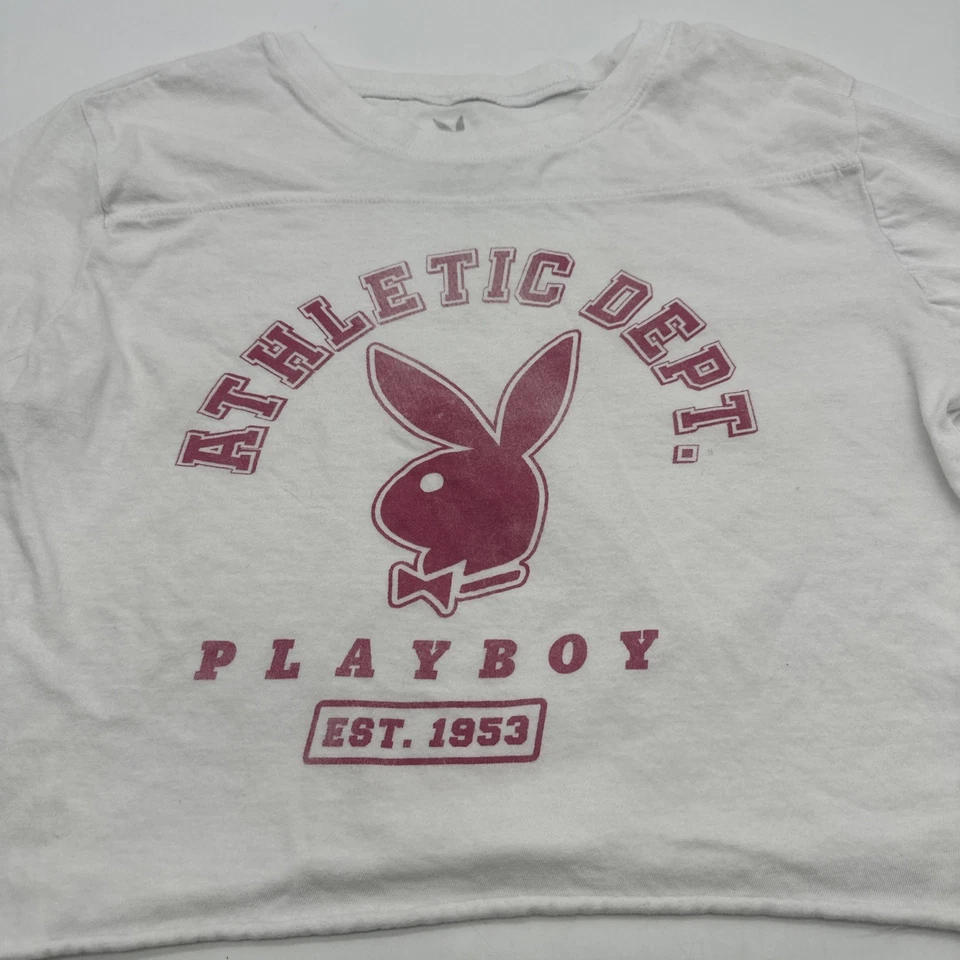 ATHLETIC DEPT.
PLAYBOY
EST. 1953